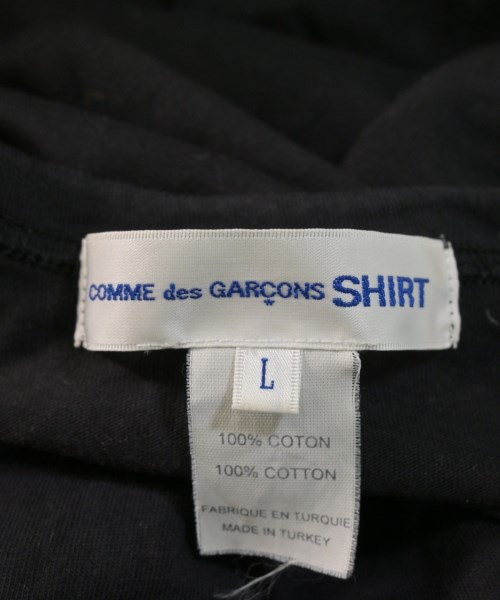 COMME des GARÇONS SHIRT
L
100% COTON
100% COTTON
FABRIQUE EN TURQUIE
MADE IN TURKEY